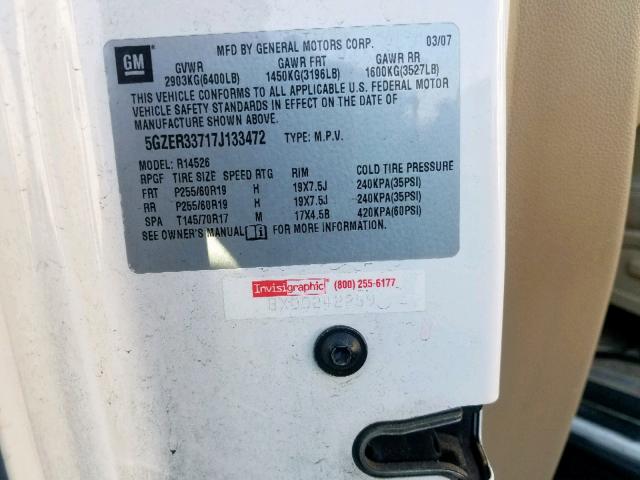 GM
MFD BY GENERAL MOTORS CORP. 03/07
GVWR GAWR FRT GAWR RR
2903KG(6400LB) 1450KG(3196LB) 1600KG(3527LB)
THIS VEHICLE CONFORMS TO ALL APPLICABLE U.S. FEDERAL MOTOR
VEHICLE SAFETY STANDARDS IN EFFECT ON THE DATE OF
MANUFACTURE SHOWN ABOVE.
5GZER33717J133472 TYPE: M.P.V.
MODEL: R14526
RPGF TIRE SIZE SPEED RTG RIM COLD TIRE PRESSURE
FRT P255/60R19 H 19X7.5J 240KPA(35PSI)
RR P255/60R19 H 19X7.5J 240KPA(35PSI)
SPA T145/70R17 M 17X4.5B 420KPA(60PSI)
SEE OWNER'S MANUAL FOR MORE INFORMATION.
Invisigraphic (800) 255-6177